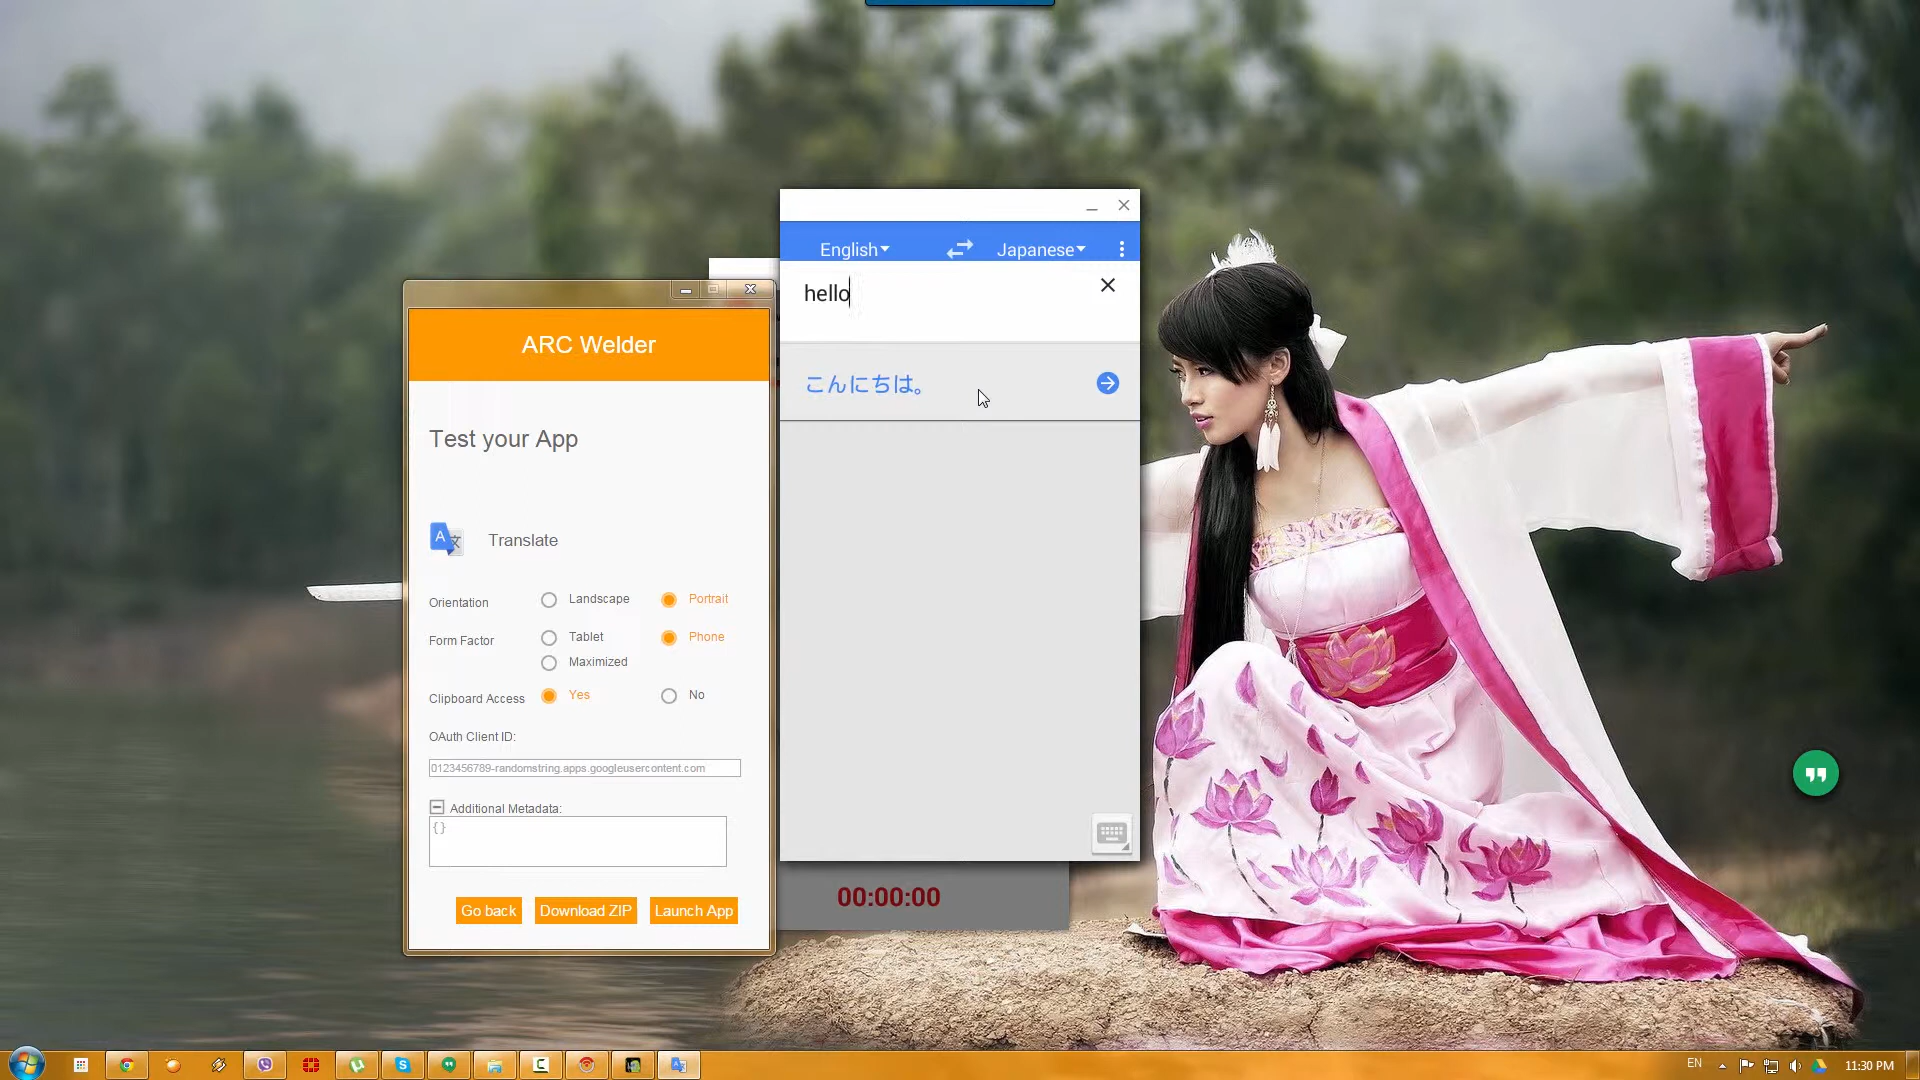 English
Japanese
hello
こんにちは。
ARC Welder
Test your App
Translate
Orientation
Landscape
Portrait
Form Factor
Tablet
Phone
Maximized
Clipboard Access
Yes
No
OAuth Client ID:
0123456789-randomstring.apps.googleusercontent.com
Additional Metadata:
{}
Go back
Download ZIP
Launch App
00:00:00
EN
11:30 PM